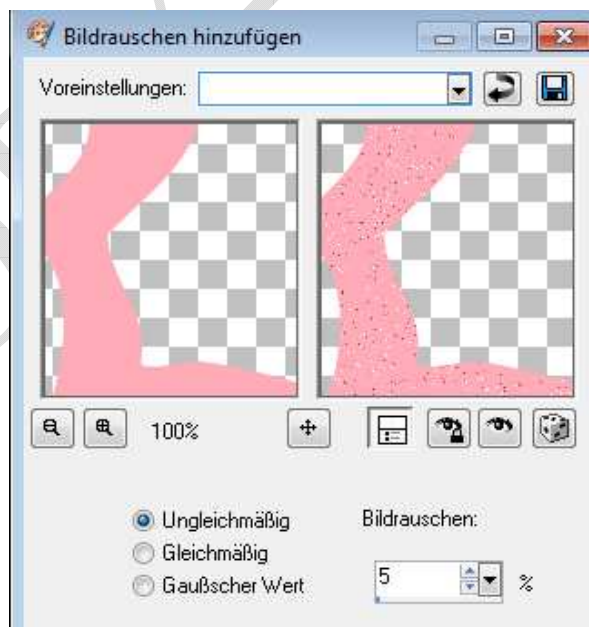 Bildrauschen hinzufügen
Voreinstellungen:
100%
Ungleichmäßig
Bildrauschen:
Gleichmäßig
5 %
Gaußscher Wert